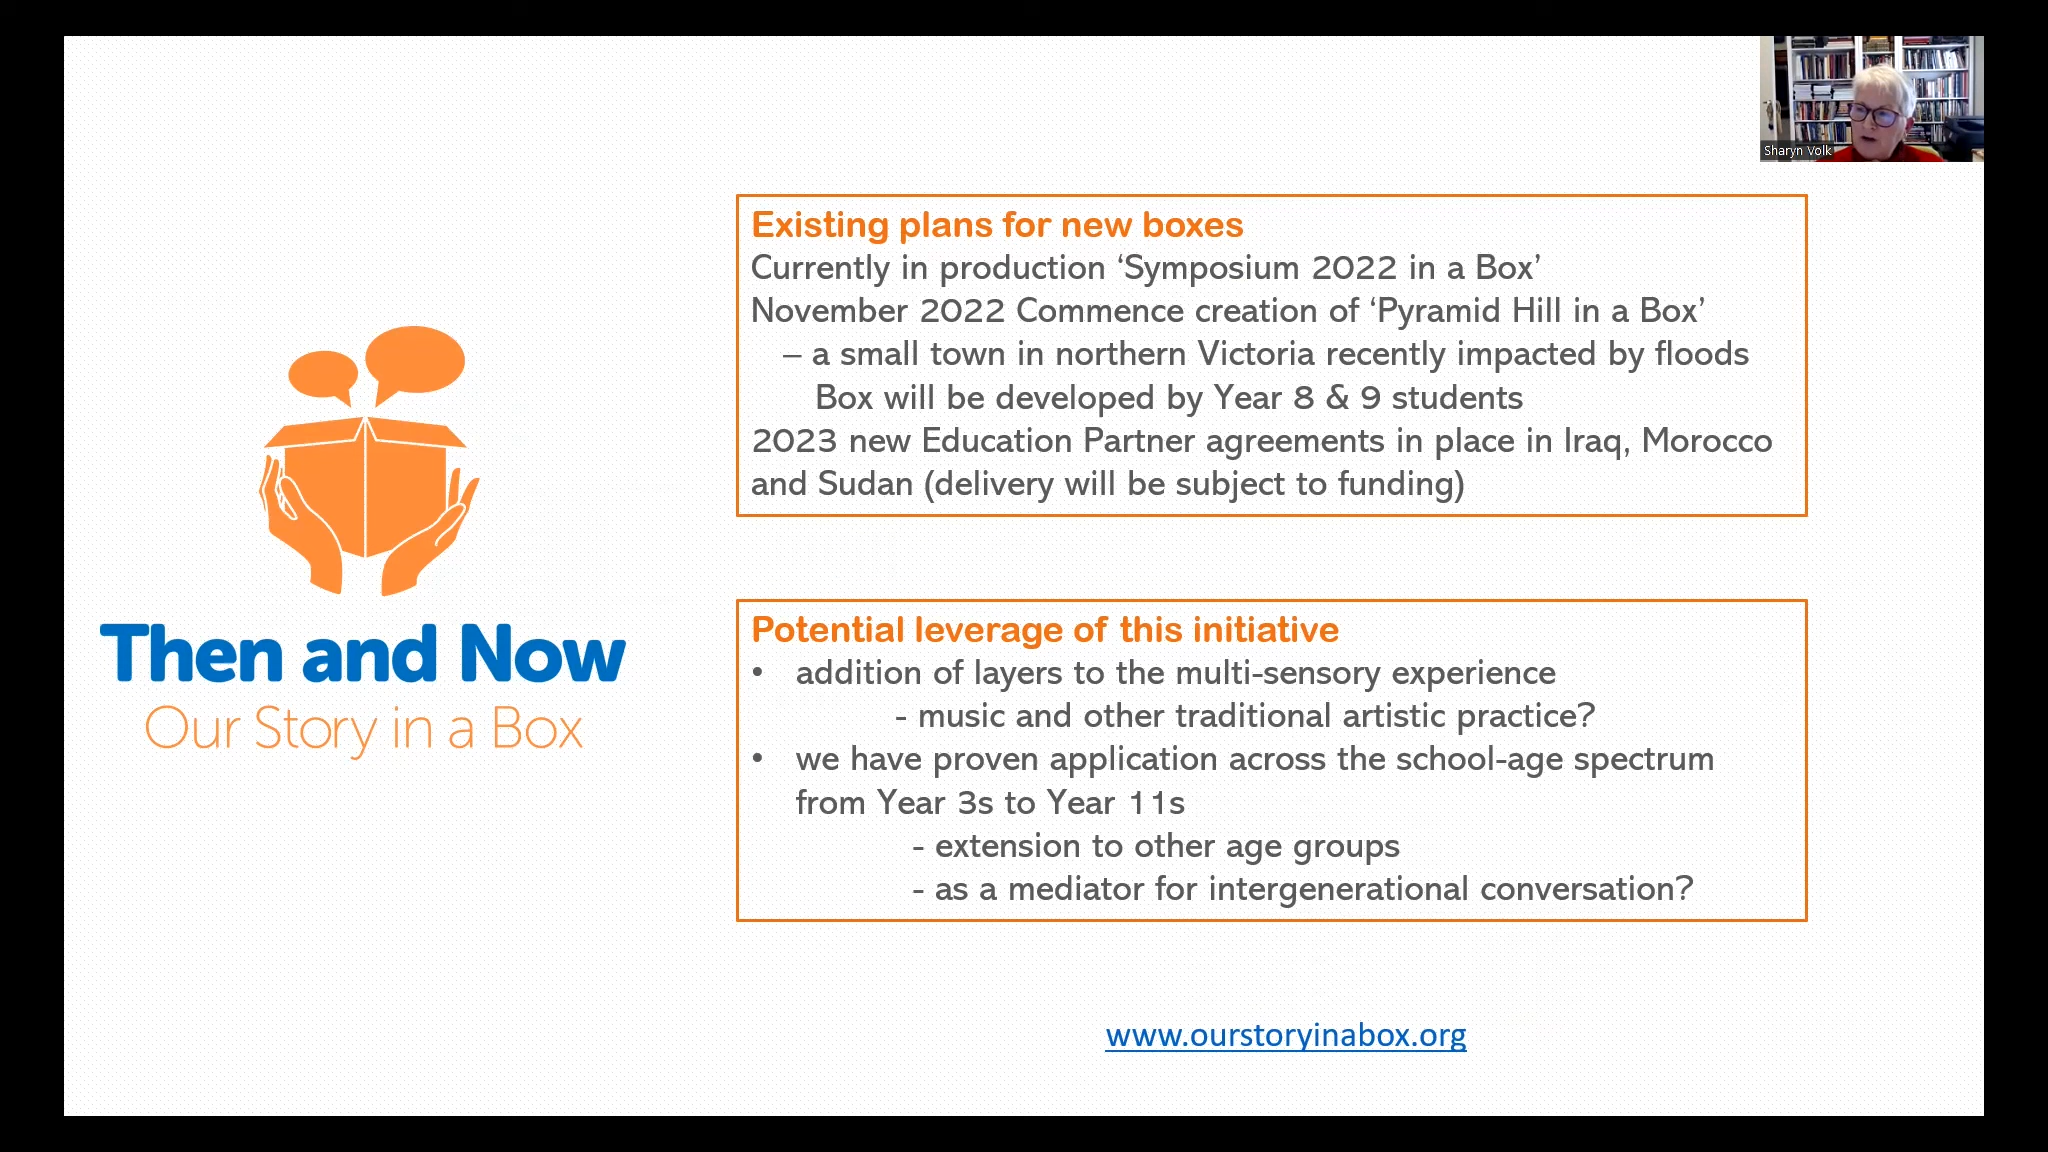 Sharyn Volk
Existing plans for new boxes
Currently in production ‘Symposium 2022 in a Box’
November 2022 Commence creation of ‘Pyramid Hill in a Box’
– a small town in northern Victoria recently impacted by floods
Box will be developed by Year 8 & 9 students
2023 new Education Partner agreements in place in Iraq, Morocco
and Sudan (delivery will be subject to funding)
Then and Now
Our Story in a Box
Potential leverage of this initiative
• addition of layers to the multi-sensory experience
- music and other traditional artistic practice?
• we have proven application across the school-age spectrum
from Year 3s to Year 11s
- extension to other age groups
- as a mediator for intergenerational conversation?
www.ourstoryinabox.org